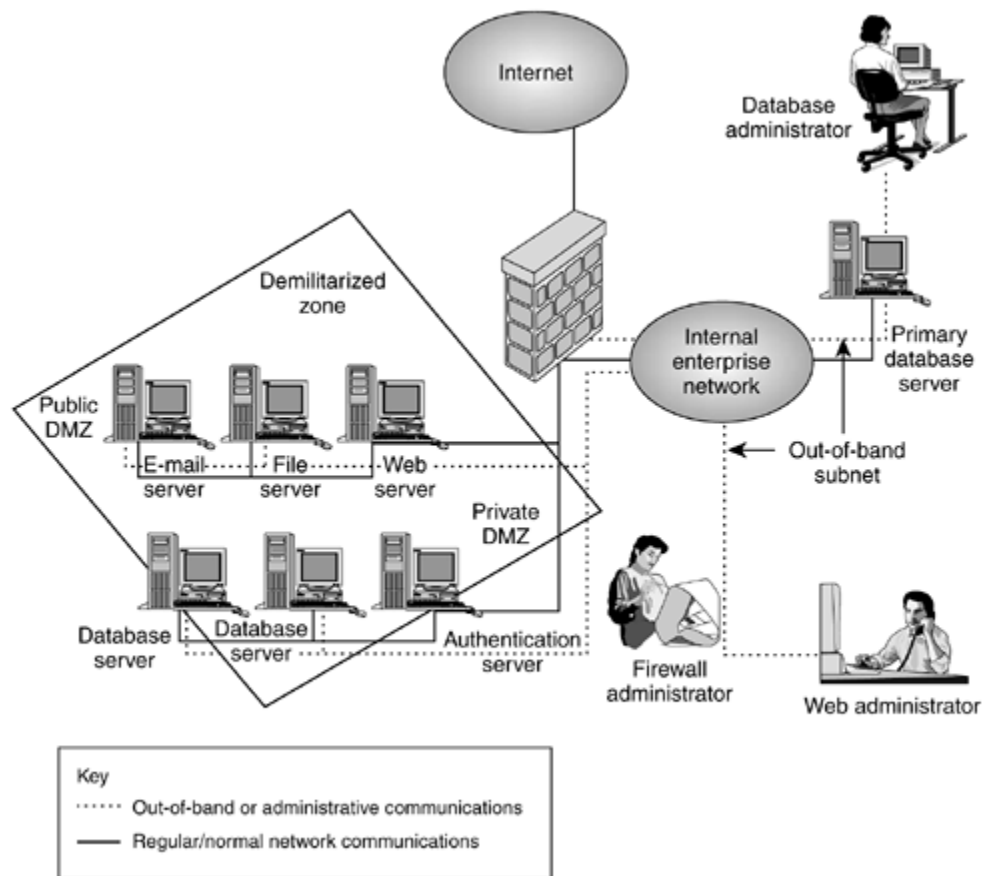 Internet
Database
administrator
Demilitarized
zone
Internal
enterprise
network
Primary
database
server
Public
DMZ
E-mail
server
File
server
Web
server
Out-of-band
subnet
Private
DMZ
Database
server
Database
server
Authentication
server
Firewall
administrator
Web administrator
Key
Out-of-band or administrative communications
Regular/normal network communications